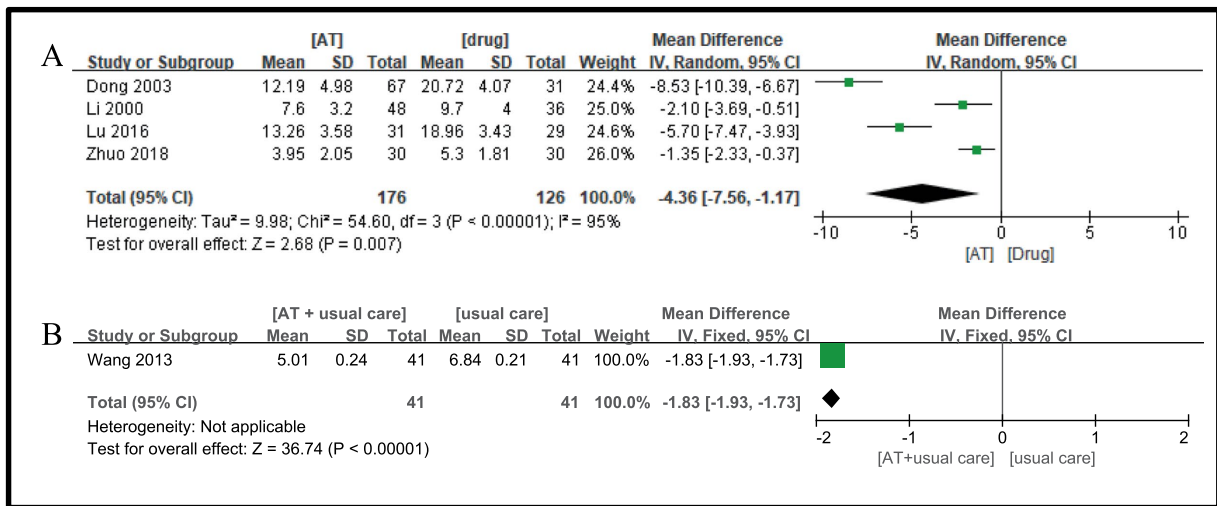 A
[AT] [drug] Mean Difference Mean Difference
Study or Subgroup Mean SD Total Mean SD Total Weight IV, Random, 95% CI IV, Random, 95% CI
Dong 2003 12.19 4.98 67 20.72 4.07 31 24.4% -8.53 [-10.39, -6.67]
Li 2000 7.6 3.2 48 9.7 4 36 25.0% -2.10 [-3.69, -0.51]
Lu 2016 13.26 3.58 31 18.96 3.43 29 24.6% -5.70 [-7.47, -3.93]
Zhuo 2018 3.95 2.05 30 5.3 1.81 30 26.0% -1.35 [-2.33, -0.37]
Total (95% CI) 176 126 100.0% -4.36 [-7.56, -1.17]
Heterogeneity: Tau² = 9.98; Chi² = 54.60, df = 3 (P < 0.00001); I² = 95%
Test for overall effect: Z = 2.68 (P = 0.007)
-10 -5 0 5 10
[AT] [Drug]
B
[AT + usual care] [usual care] Mean Difference Mean Difference
Study or Subgroup Mean SD Total Mean SD Total Weight IV, Fixed, 95% CI IV, Fixed, 95% CI
Wang 2013 5.01 0.24 41 6.84 0.21 41 100.0% -1.83 [-1.93, -1.73]
Total (95% CI) 41 41 100.0% -1.83 [-1.93, -1.73]
Heterogeneity: Not applicable
Test for overall effect: Z = 36.74 (P < 0.00001)
-2 -1 0 1 2
[AT+usual care] [usual care]